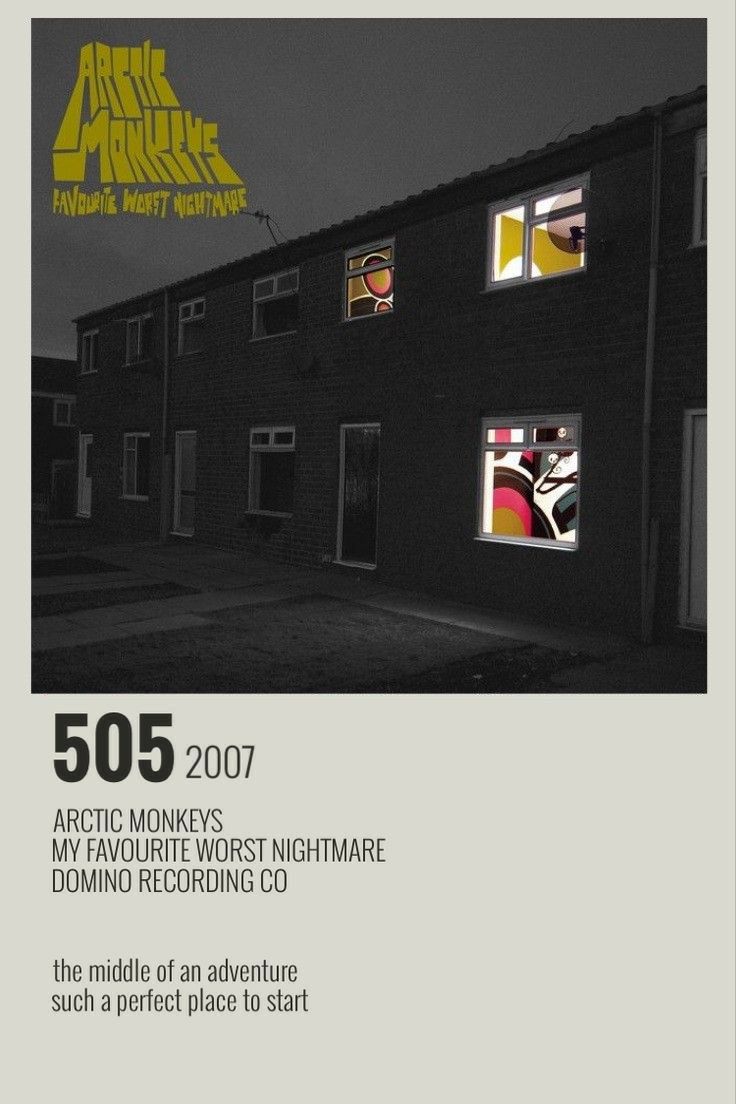 ARCTIC
MONKEYS
FAVOURITE WORST NIGHTMARE
505 2007
ARCTIC MONKEYS
MY FAVOURITE WORST NIGHTMARE
DOMINO RECORDING CO
the middle of an adventure
such a perfect place to start